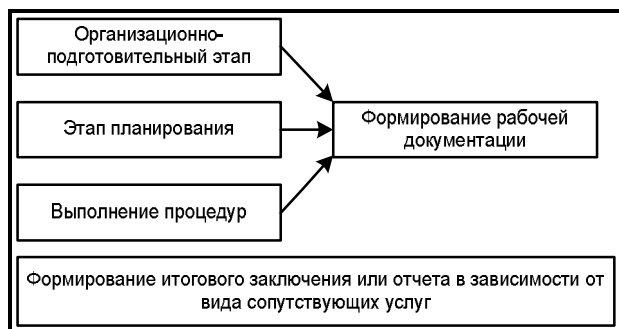 Организационно-
подготовительный этап
Этап планирования
Формирование рабочей
документации
Выполнение процедур
Формирование итогового заключения или отчета в зависимости от
вида сопутствующих услуг